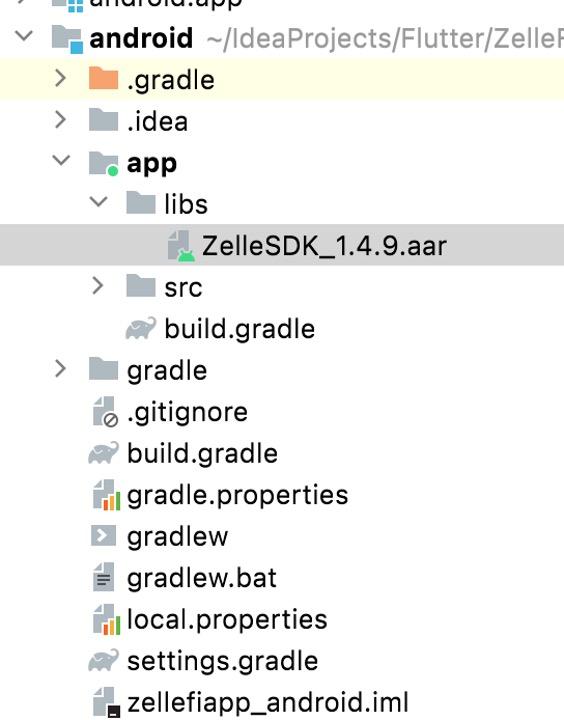 android.app
android ~/IdeaProjects/Flutter/Zelle
.gradle
.idea
app
libs
ZelleSDK_1.4.9.aar
src
build.gradle
gradle
.gitignore
build.gradle
gradle.properties
gradlew
gradlew.bat
local.properties
settings.gradle
zellefiapp_android.iml